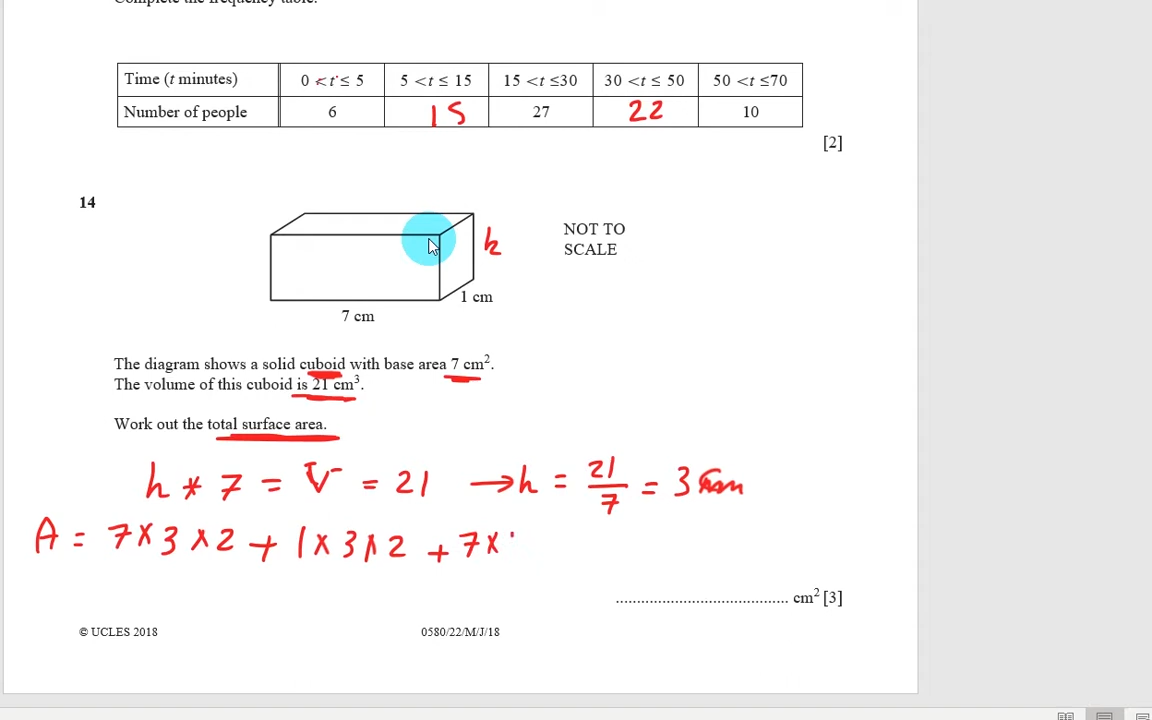 Complete the frequency table.
Time (t minutes) 0 < t ≤ 5 5 < t ≤ 15 15 < t ≤30 30 < t ≤ 50 50 < t ≤70
Number of people 6 15 27 22 10
[2]
14
NOT TO
SCALE
h
1 cm
7 cm
The diagram shows a solid cuboid with base area 7 cm².
The volume of this cuboid is 21 cm³.
Work out the total surface area.
h * 7 = V = 21 → h = 21/7 = 3 cm
A = 7 × 3 × 2 + 1 × 3 × 2 + 7 ×
.......................................... cm² [3]
© UCLES 2018 0580/22/M/J/18